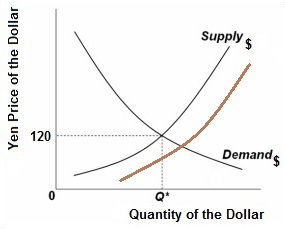 Yen Price of the Dollar
Supply $
120
Demand $
0
Q*
Quantity of the Dollar